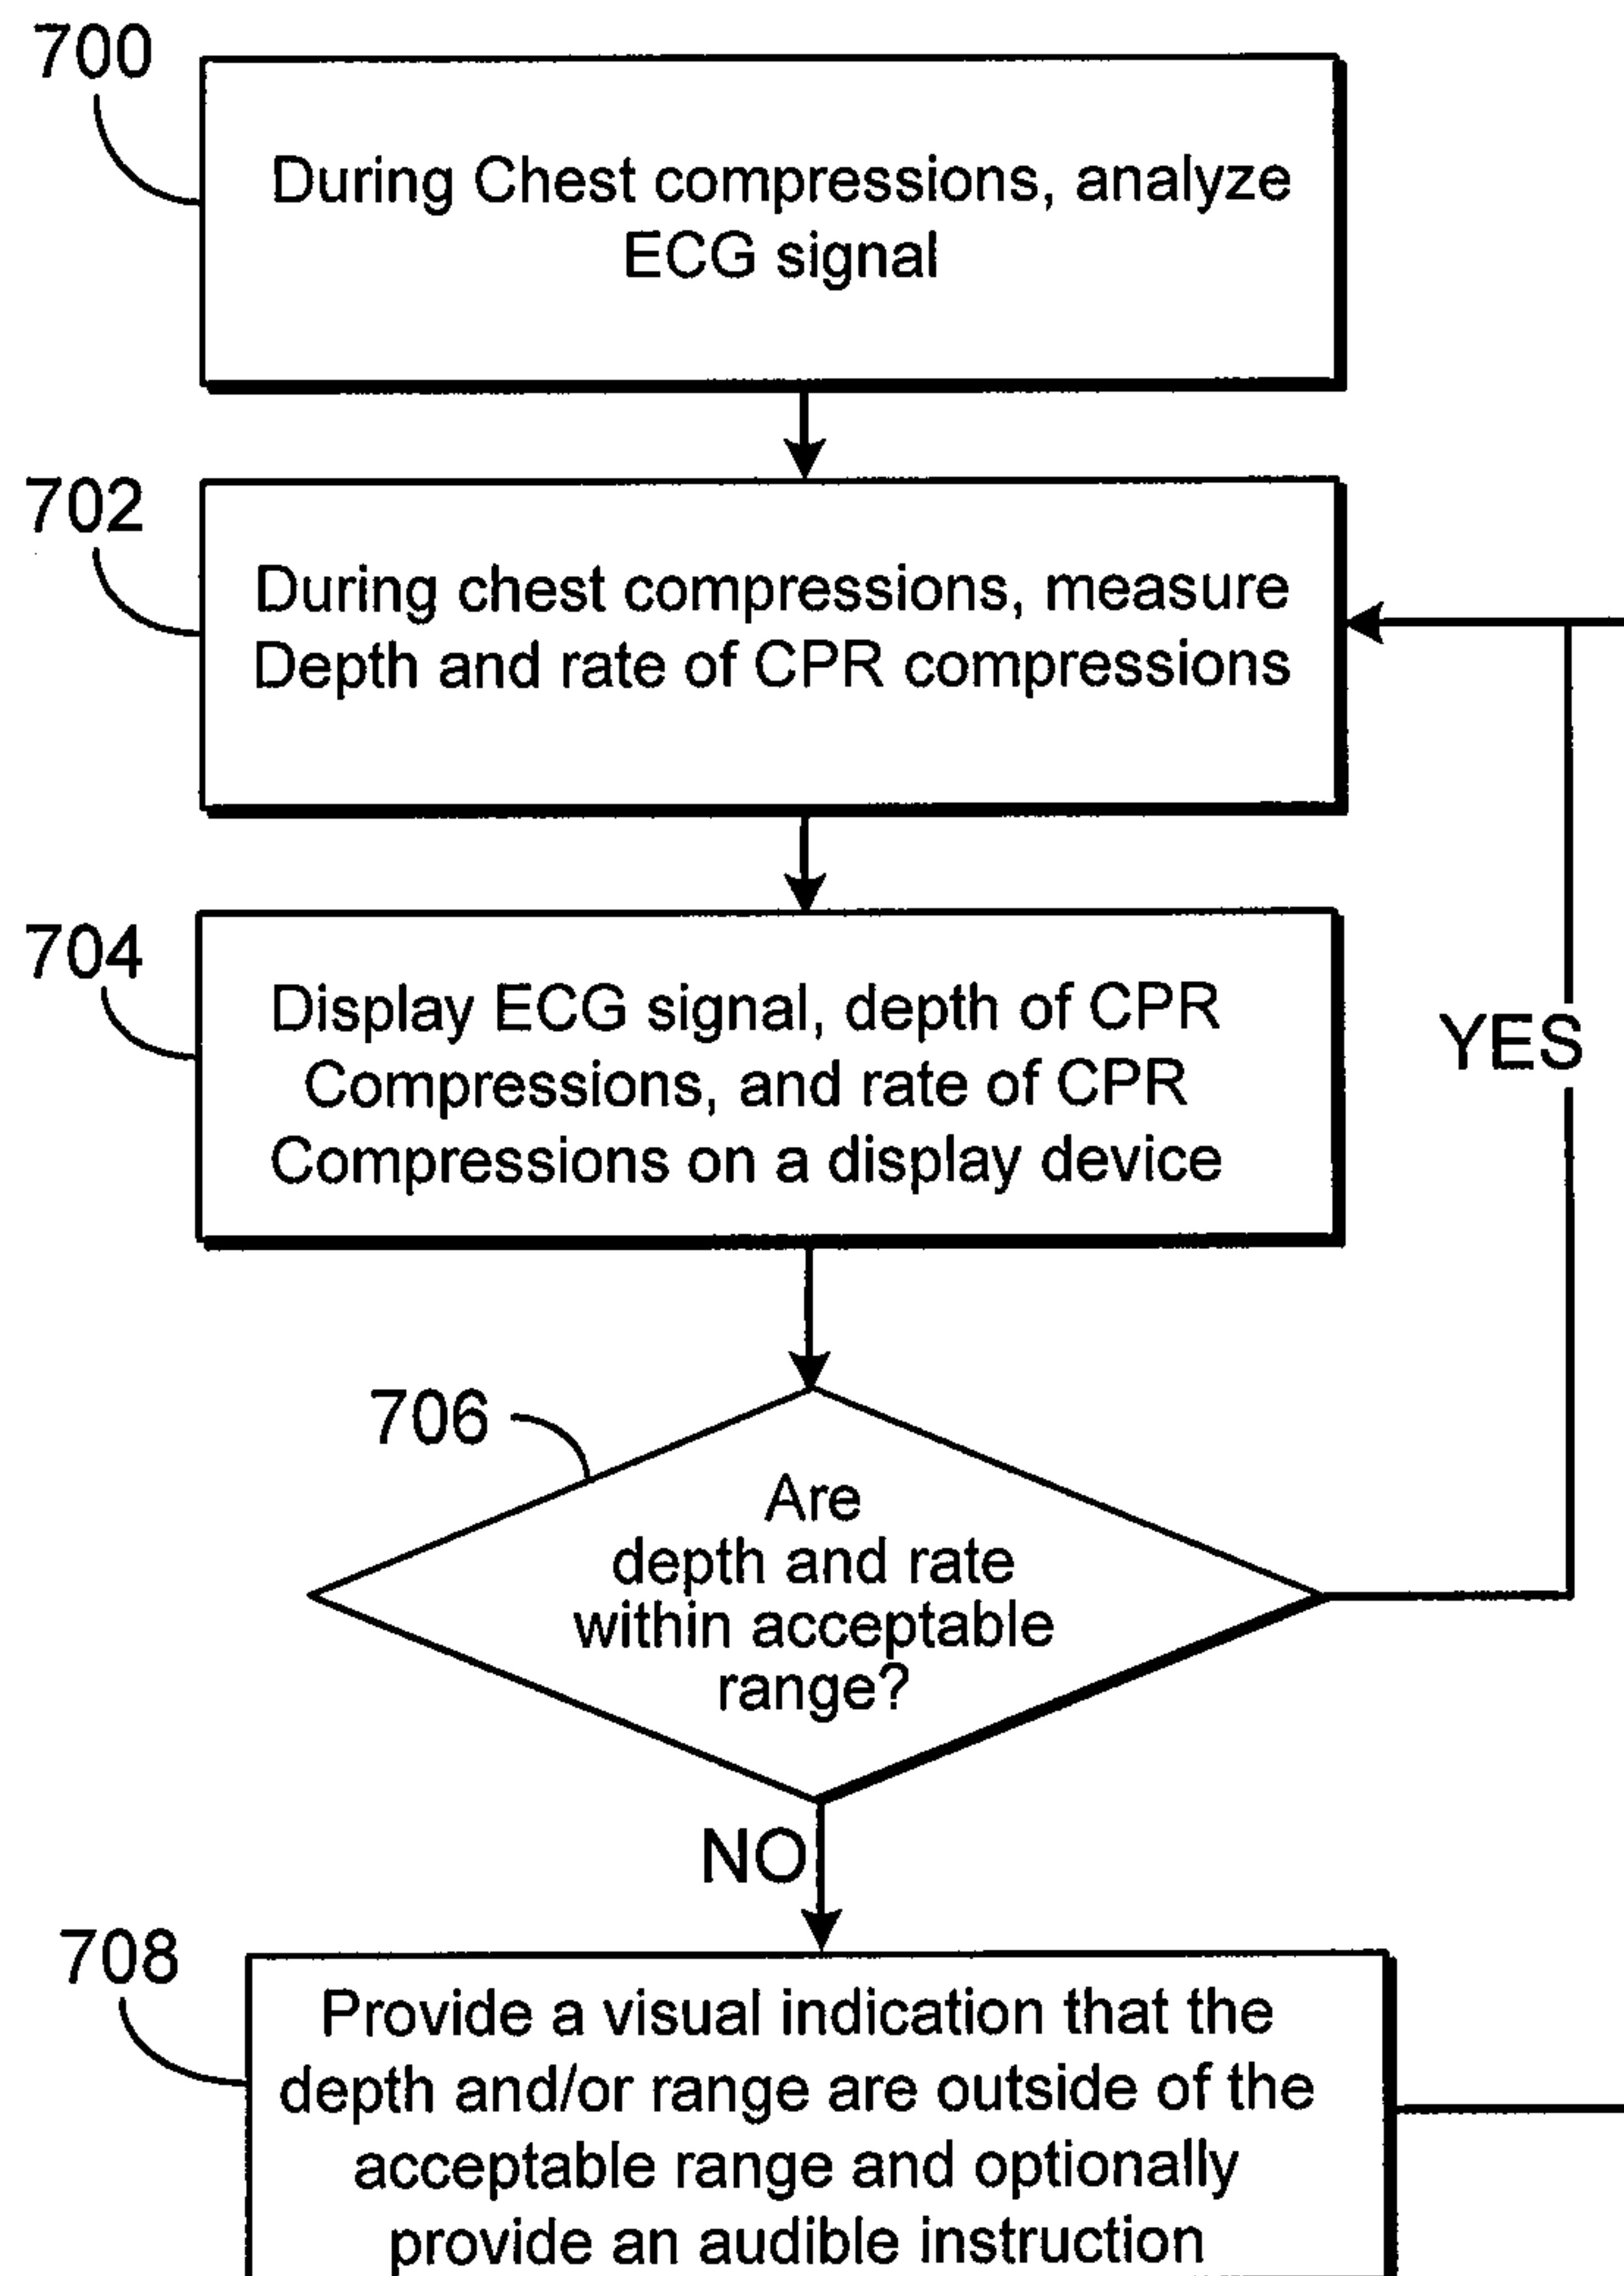 700
During Chest compressions, analyze
ECG signal
702
During chest compressions, measure
Depth and rate of CPR compressions
704
Display ECG signal, depth of CPR
Compressions, and rate of CPR
Compressions on a display device
YES
706
Are
depth and rate
within acceptable
range?
NO
708
Provide a visual indication that the
depth and/or range are outside of the
acceptable range and optionally
provide an audible instruction